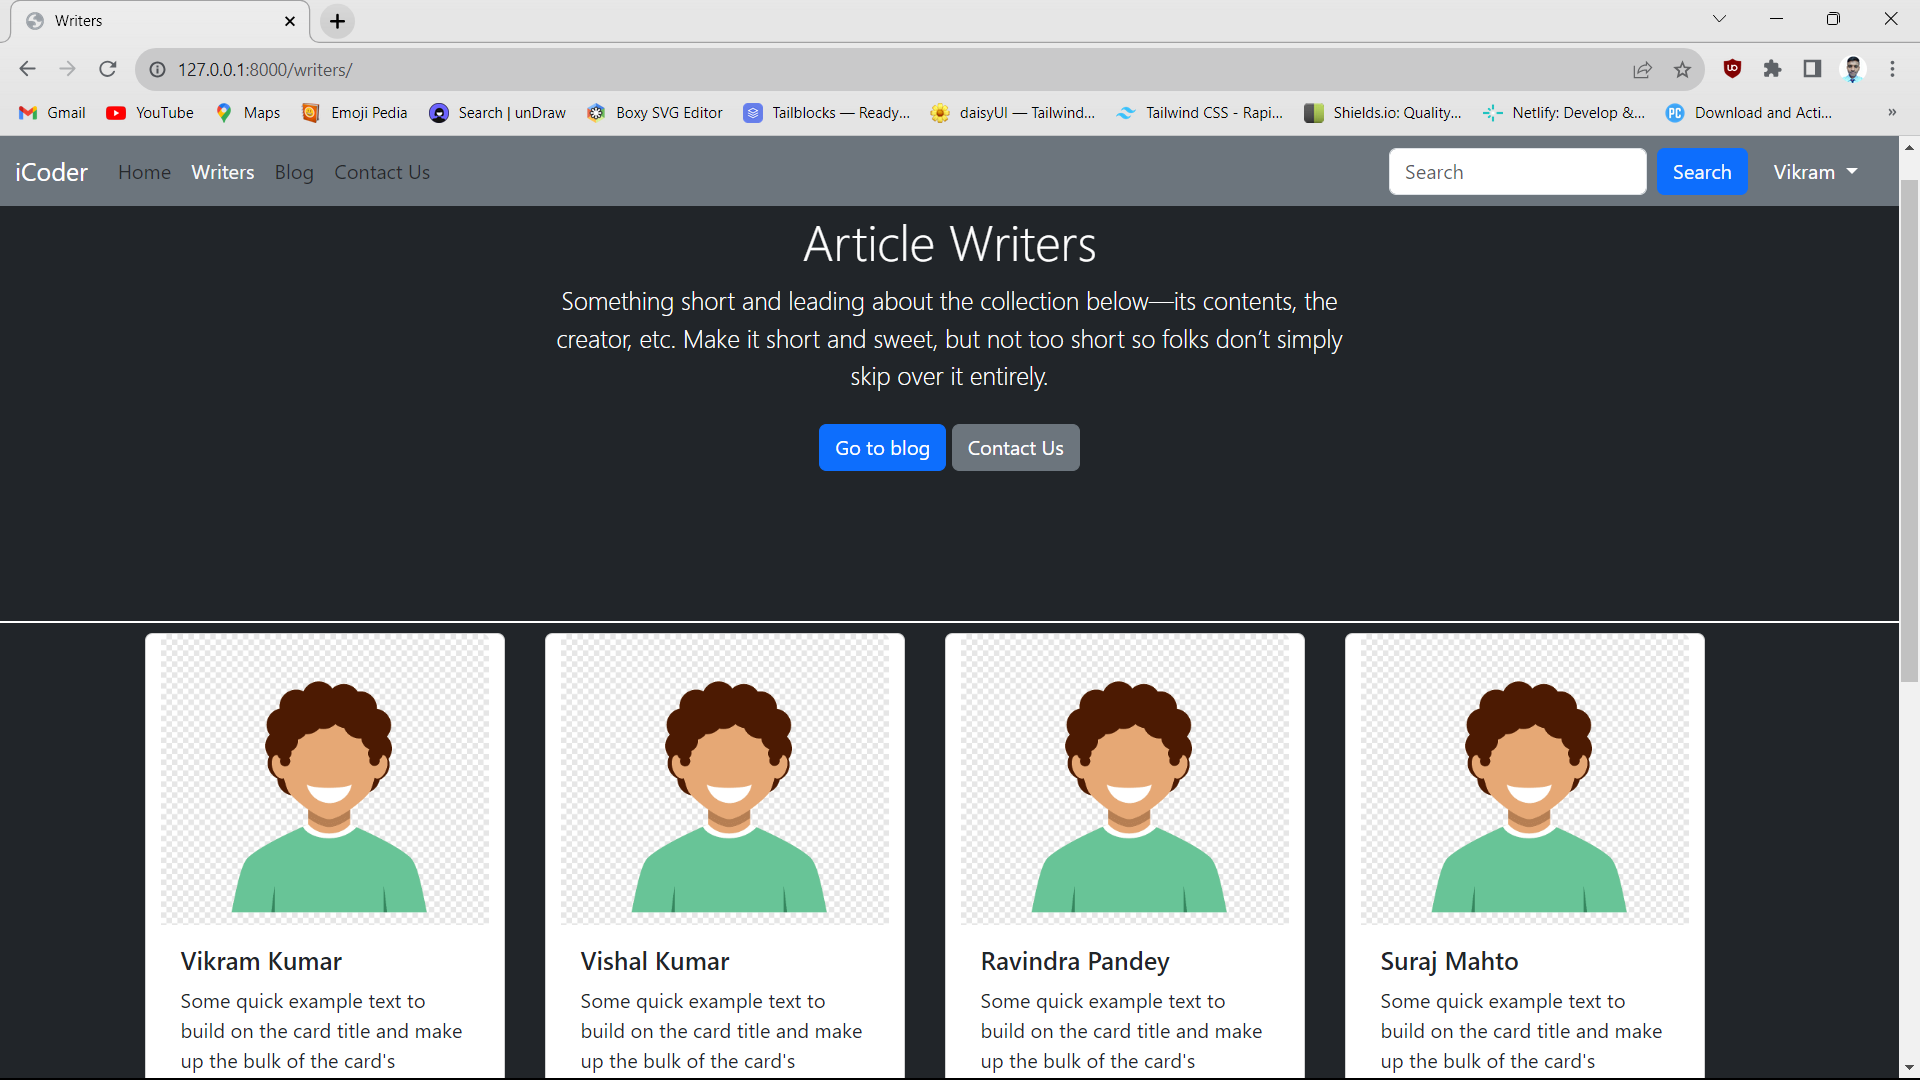 Writers
127.0.0.1:8000/writers/
Gmail YouTube Maps Emoji Pedia Search | unDraw Boxy SVG Editor Tailblocks — Ready... daisyUI — Tailwind... Tailwind CSS - Rapi... Shields.io: Quality... Netlify: Develop &... PC Download and Acti... »
iCoder Home Writers Blog Contact Us Search Search Vikram
Article Writers
Something short and leading about the collection below—its contents, the
creator, etc. Make it short and sweet, but not too short so folks don’t simply
skip over it entirely.
Go to blog Contact Us
Vikram Kumar
Some quick example text to
build on the card title and make
up the bulk of the card's
Vishal Kumar
Some quick example text to
build on the card title and make
up the bulk of the card's
Ravindra Pandey
Some quick example text to
build on the card title and make
up the bulk of the card's
Suraj Mahto
Some quick example text to
build on the card title and make
up the bulk of the card's